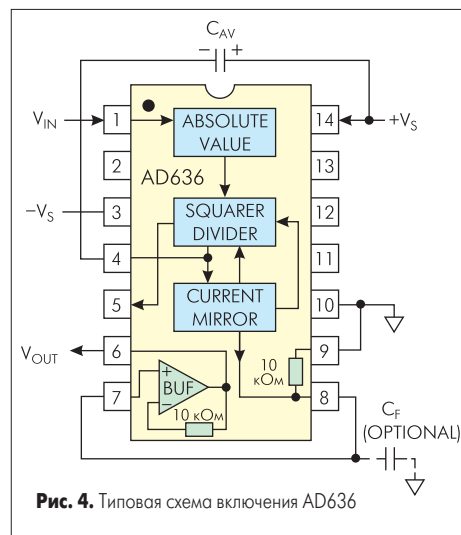 C_AV
− +
V_IN
1
ABSOLUTE
VALUE
14
+V_S
2
AD636
13
−V_S
3
SQUARER
DIVIDER
12
4
11
5
CURRENT
MIRROR
10
V_OUT
6
10
кОм
9
7
+
BUF
−
10 кОм
8
C_F
(OPTIONAL)
Рис. 4. Типовая схема включения AD636